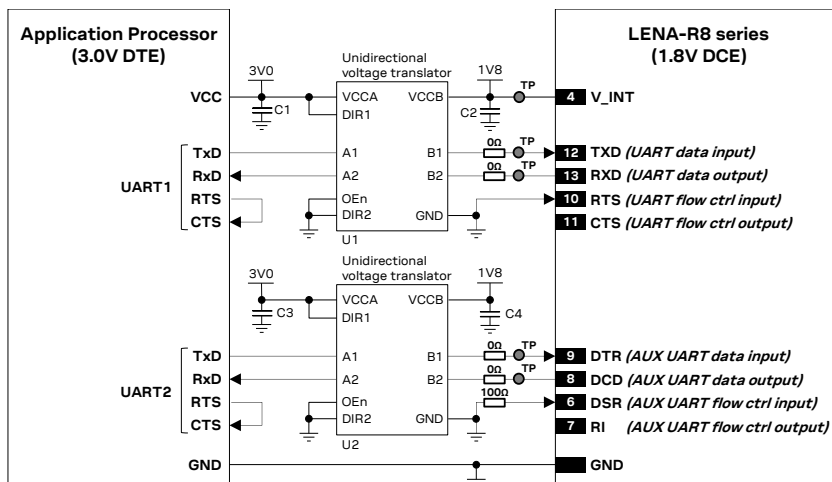 Application Processor
(3.0V DTE)
LENA-R8 series
(1.8V DCE)
Unidirectional
voltage translator
3V0
1V8
TP
VCC
C1
VCCA
VCCB
C2
4
V_INT
DIR1
0Ω
TP
TxD
A1
B1
12
TXD (UART data input)
0Ω
TP
RxD
A2
B2
13
RXD (UART data output)
UART1
RTS
OEn
10
RTS (UART flow ctrl input)
CTS
DIR2
GND
11
CTS (UART flow ctrl output)
U1
Unidirectional
voltage translator
3V0
1V8
C3
VCCA
VCCB
C4
DIR1
0Ω
TP
TxD
A1
B1
9
DTR (AUX UART data input)
0Ω
TP
RxD
A2
B2
8
DCD (AUX UART data output)
UART2
100Ω
RTS
OEn
6
DSR (AUX UART flow ctrl input)
CTS
DIR2
GND
7
RI (AUX UART flow ctrl output)
U2
GND
GND